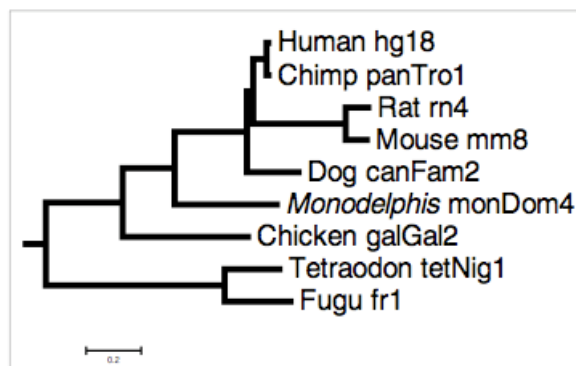 Human hg18
Chimp panTro1
Rat rn4
Mouse mm8
Dog canFam2
Monodelphis monDom4
Chicken galGal2
Tetraodon tetNig1
Fugu fr1
0.2